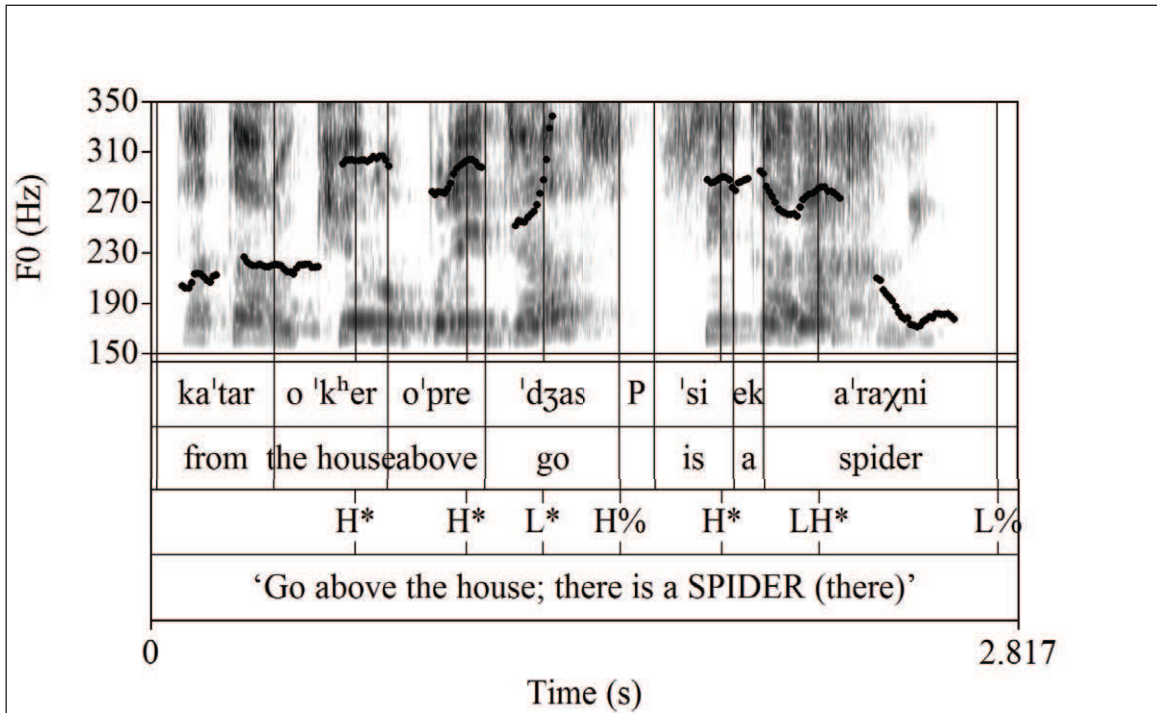 350
310
270
230
190
150
F0 (Hz)
kaˈtar o ˈkʰer oˈpre ˈdʒas P ˈsi ek aˈraχni
from the house above go is a spider
H* H* L* H% H* LH* L%
‘Go above the house; there is a SPIDER (there)’
0 2.817
Time (s)